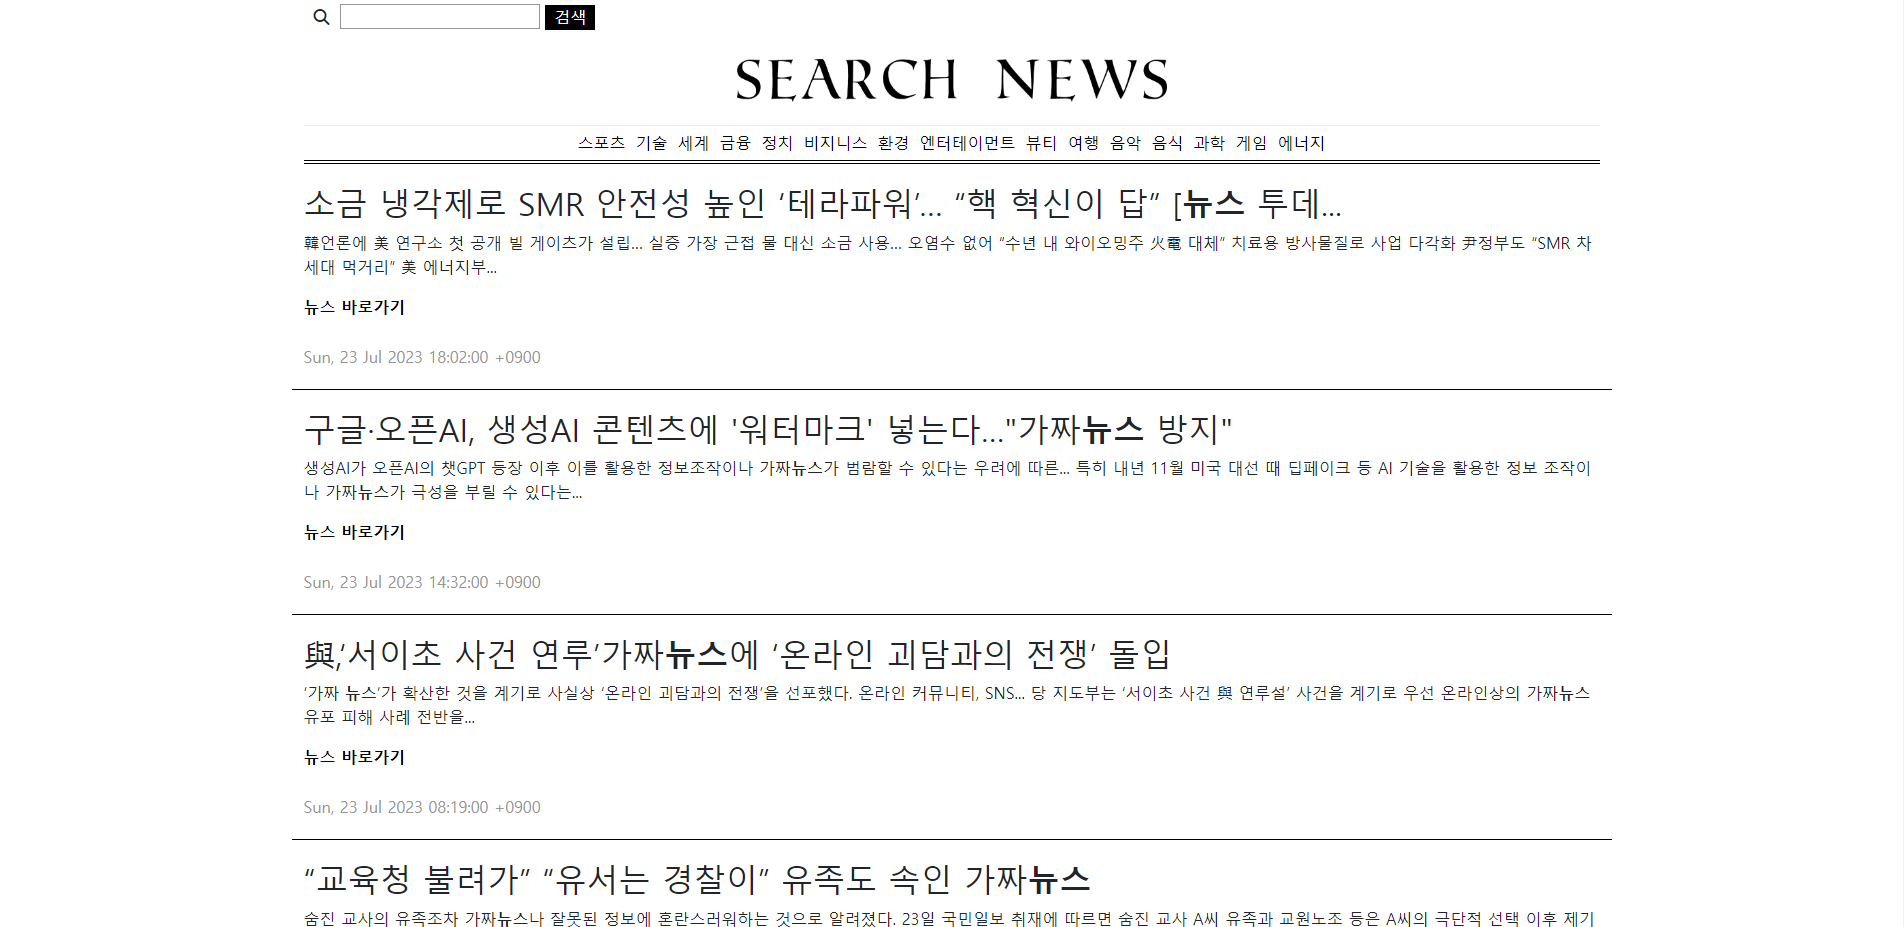 검색
SEARCH NEWS
스포츠 기술 세계 금융 정치 비지니스 환경 엔터테이먼트 뷰티 여행 음악 음식 과학 게임 에너지
소금 냉각제로 SMR 안전성 높인 ‘테라파워’... “핵 혁신이 답” [뉴스 투데...
韓언론에 美 연구소 첫 공개 빌 게이츠가 설립... 실증 가장 근접 물 대신 소금 사용... 오염수 없어 “수년 내 와이오밍주 火電 대체” 치료용 방사물질로 사업 다각화 尹정부도 “SMR 차
세대 먹거리” 美 에너지부...
뉴스 바로가기
Sun, 23 Jul 2023 18:02:00 +0900
구글·오픈AI, 생성AI 콘텐츠에 '워터마크' 넣는다..."가짜뉴스 방지"
생성AI가 오픈AI의 챗GPT 등장 이후 이를 활용한 정보조작이나 가짜뉴스가 범람할 수 있다는 우려에 따른... 특히 내년 11월 미국 대선 때 딥페이크 등 AI 기술을 활용한 정보 조작이
나 가짜뉴스가 극성을 부릴 수 있다는...
뉴스 바로가기
Sun, 23 Jul 2023 14:32:00 +0900
與,‘서이초 사건 연루’가짜뉴스에 ‘온라인 괴담과의 전쟁’ 돌입
‘가짜 뉴스’가 확산한 것을 계기로 사실상 ‘온라인 괴담과의 전쟁’을 선포했다. 온라인 커뮤니티, SNS... 당 지도부는 ‘서이초 사건 與 연루설’ 사건을 계기로 우선 온라인상의 가짜뉴스
유포 피해 사례 전반을...
뉴스 바로가기
Sun, 23 Jul 2023 08:19:00 +0900
“교육청 불려가” “유서는 경찰이” 유족도 속인 가짜뉴스
숨진 교사의 유족조차 가짜뉴스나 잘못된 정보에 혼란스러워하는 것으로 알려졌다. 23일 국민일보 취재에 따르면 숨진 교사 A씨 유족과 교원노조 등은 A씨의 극단적 선택 이후 제기